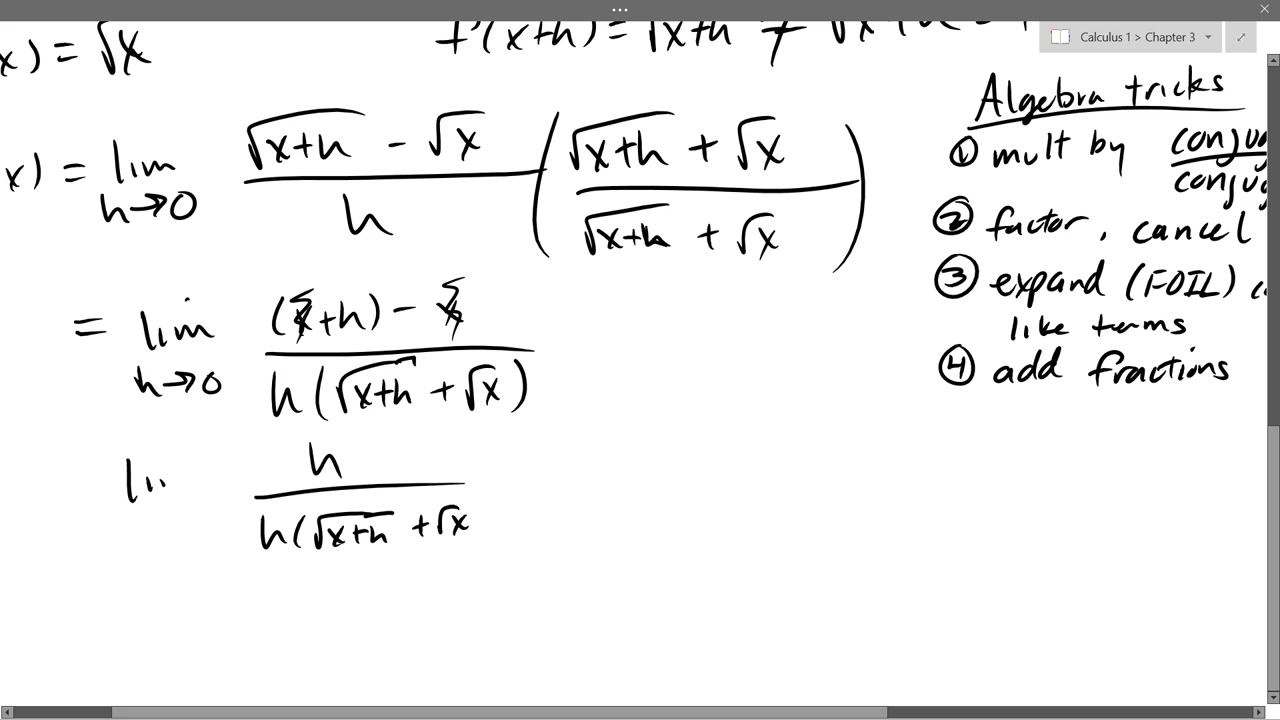 x) = √x
f(x+h) = √x+h ≠ √x
Calculus 1 > Chapter 3
x) = lim h→0 (√(x+h) - √x)/h ((√(x+h) + √x)/(√(x+h) + √x))
= lim h→0 ((x+h) - x)/(h(√(x+h) + √x))
li h/(h(√(x+h) + √x
Algebra tricks
① mult by
② factor, cancel
③ expand (FOIL)
like terms
④ add fractions